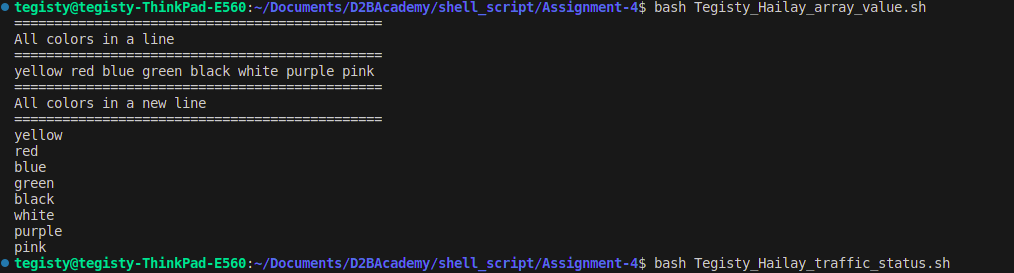 tegisty@tegisty-ThinkPad-E560:~/Documents/D2BAcademy/shell_script/Assignment-4$ bash Tegisty_Hailay_array_value.sh
==============================================
All colors in a line
==============================================
yellow red blue green black white purple pink
==============================================
All colors in a new line
==============================================
yellow
red
blue
green
black
white
purple
pink
tegisty@tegisty-ThinkPad-E560:~/Documents/D2BAcademy/shell_script/Assignment-4$ bash Tegisty_Hailay_traffic_status.sh